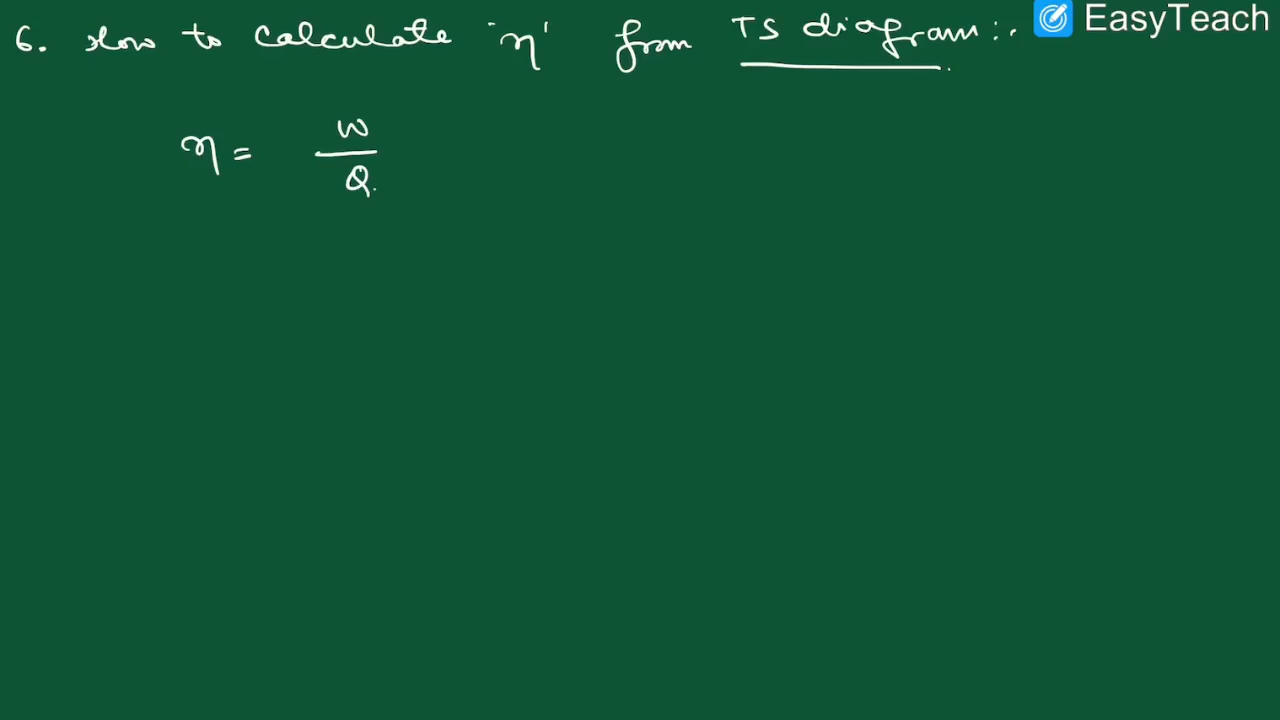 6. How to calculate 'η' from TS diagram:-
EasyTeach
η = W
Q.